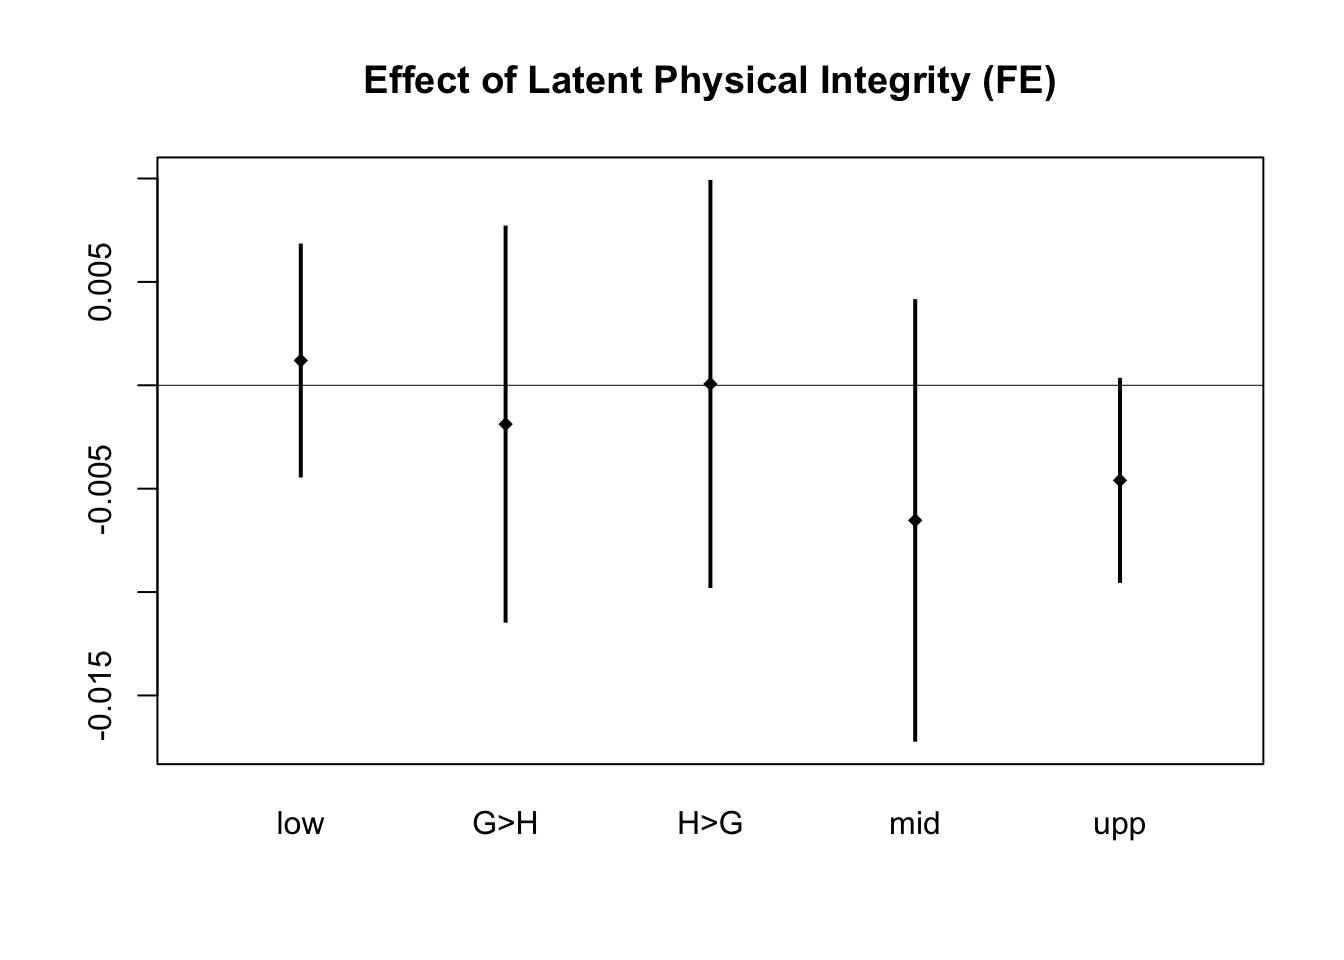 Effect of Latent Physical Integrity (FE)
0.005
-0.005
-0.015
low G>H H>G mid upp